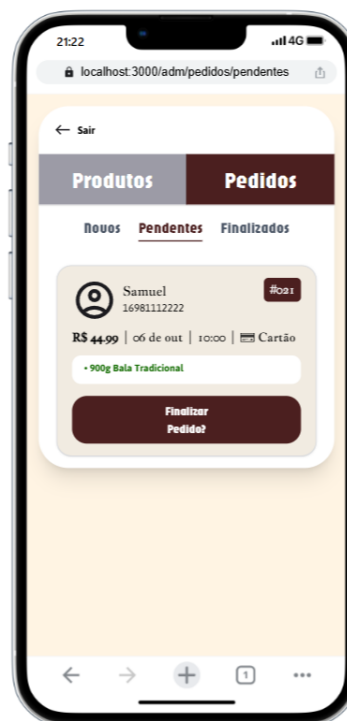 21:22
4G
localhost:3000/adm/pedidos/pendentes
Sair
Produtos Pedidos
Novos Pendentes Finalizados
Samuel
#021
16981112222
R$ 44.99 | 06 de out | 10:00 | Cartão
• 900g Bala Tradicional
Finalizar
Pedido?
1